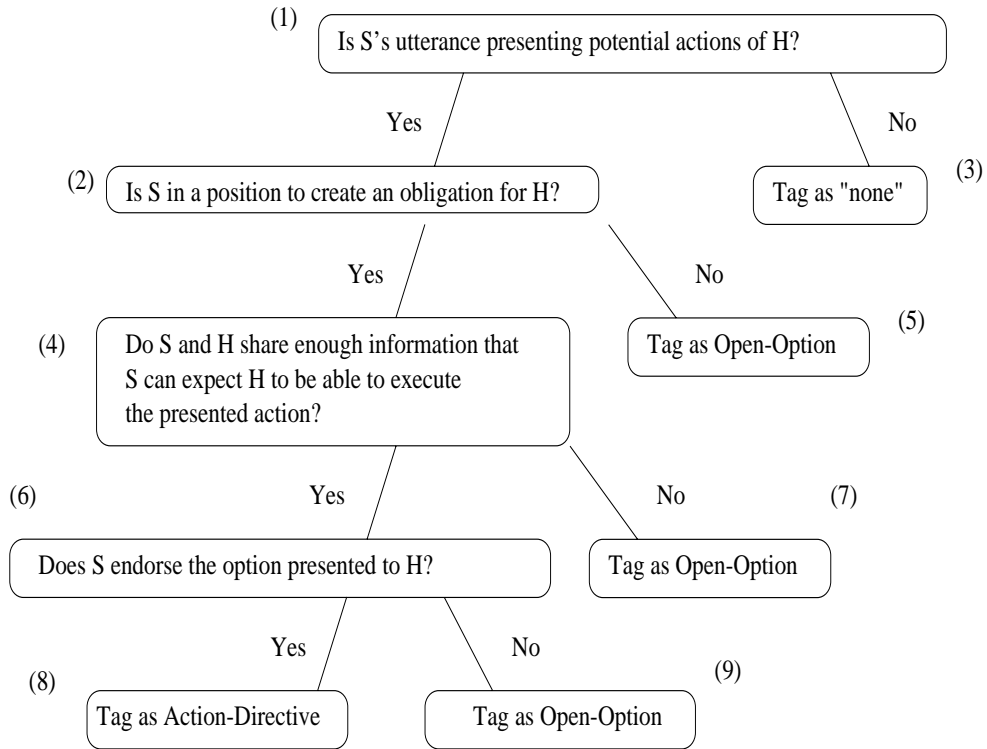 (1)
Is S's utterance presenting potential actions of H?
Yes
No
(2)
Is S in a position to create an obligation for H?
Tag as "none"
(3)
Yes
No
(4)
Do S and H share enough information that
S can expect H to be able to execute
the presented action?
Tag as Open-Option
(5)
(6)
Yes
No
(7)
Does S endorse the option presented to H?
Tag as Open-Option
Yes
No
(8)
Tag as Action-Directive
Tag as Open-Option
(9)